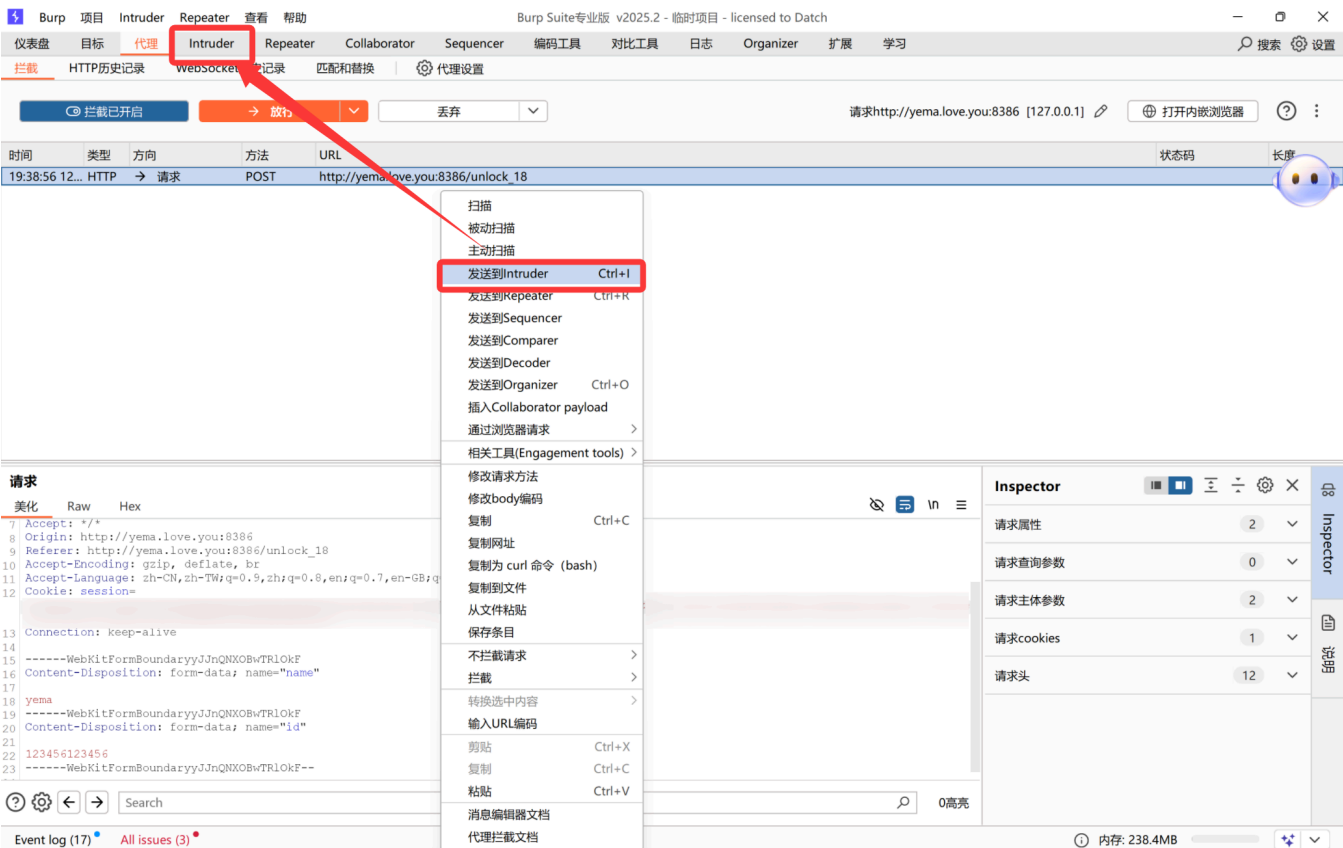 Burp 项目 Intruder Repeater 查看 帮助 Burp Suite专业版 v2025.2 - 临时项目 - licensed to Datch
仪表盘 目标 代理 Intruder Repeater Collaborator Sequencer 编码工具 对比工具 日志 Organizer 扩展 学习 搜索 设置
拦截 HTTP历史记录 WebSocket历史记录 匹配和替换 代理设置
拦截已开启 放行 丢弃 请求http://yema.love.you:8386 [127.0.0.1] 打开内嵌浏览器
时间 类型 方向 方法 URL 状态码 长度
19:38:56 12... HTTP → 请求 POST http://yema.love.you:8386/unlock_18
扫描
被动扫描
主动扫描
发送到Intruder Ctrl+I
发送到Repeater Ctrl+R
发送到Sequencer
发送到Comparer
发送到Decoder
发送到Organizer Ctrl+O
插入Collaborator payload
通过浏览器请求
相关工具(Engagement tools)
修改请求方法
修改body编码
复制 Ctrl+C
复制网址
复制为 curl 命令（bash）
复制到文件
从文件粘贴
保存条目
不拦截请求
拦截
转换选中内容
输入URL编码
剪贴 Ctrl+X
复制 Ctrl+C
粘贴 Ctrl+V
消息编辑器文档
代理拦截文档
请求
美化 Raw Hex \n
7 Accept: */*
8 Origin: http://yema.love.you:8386
9 Referer: http://yema.love.you:8386/unlock_18
10 Accept-Encoding: gzip, deflate, br
11 Accept-Language: zh-CN,zh-TW;q=0.9,zh;q=0.8,en;q=0.7,en-GB;q
12 Cookie: session=
13 Connection: keep-alive
14
15 ------WebKitFormBoundaryyJJnQNXOBwTRlOkF
16 Content-Disposition: form-data; name="name"
17
18 yema
19 ------WebKitFormBoundaryyJJnQNXOBwTRlOkF
20 Content-Disposition: form-data; name="id"
21
22 123456123456
23 ------WebKitFormBoundaryyJJnQNXOBwTRlOkF--
Search 0高亮
Inspector
请求属性 2
请求查询参数 0
请求主体参数 2
请求cookies 1
请求头 12
Inspector
说明
Event log (17) All issues (3) 内存: 238.4MB